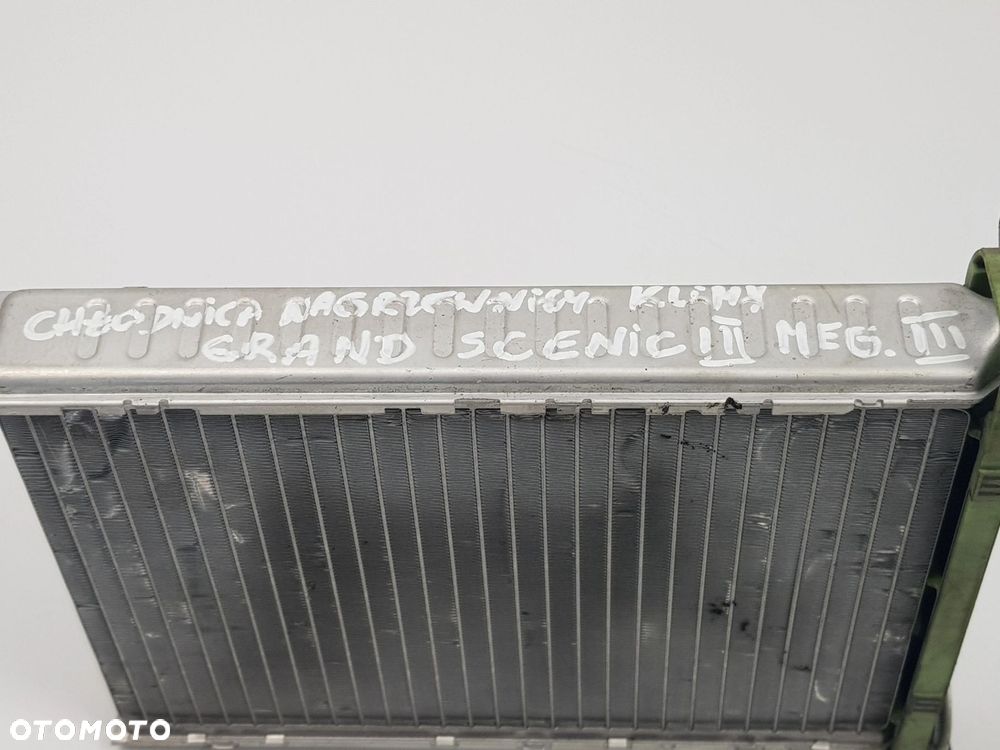 CHŁODNICA NAGRZEWNICY KLIMY
GRAND SCENIC III MEG. III
OTOMOTO